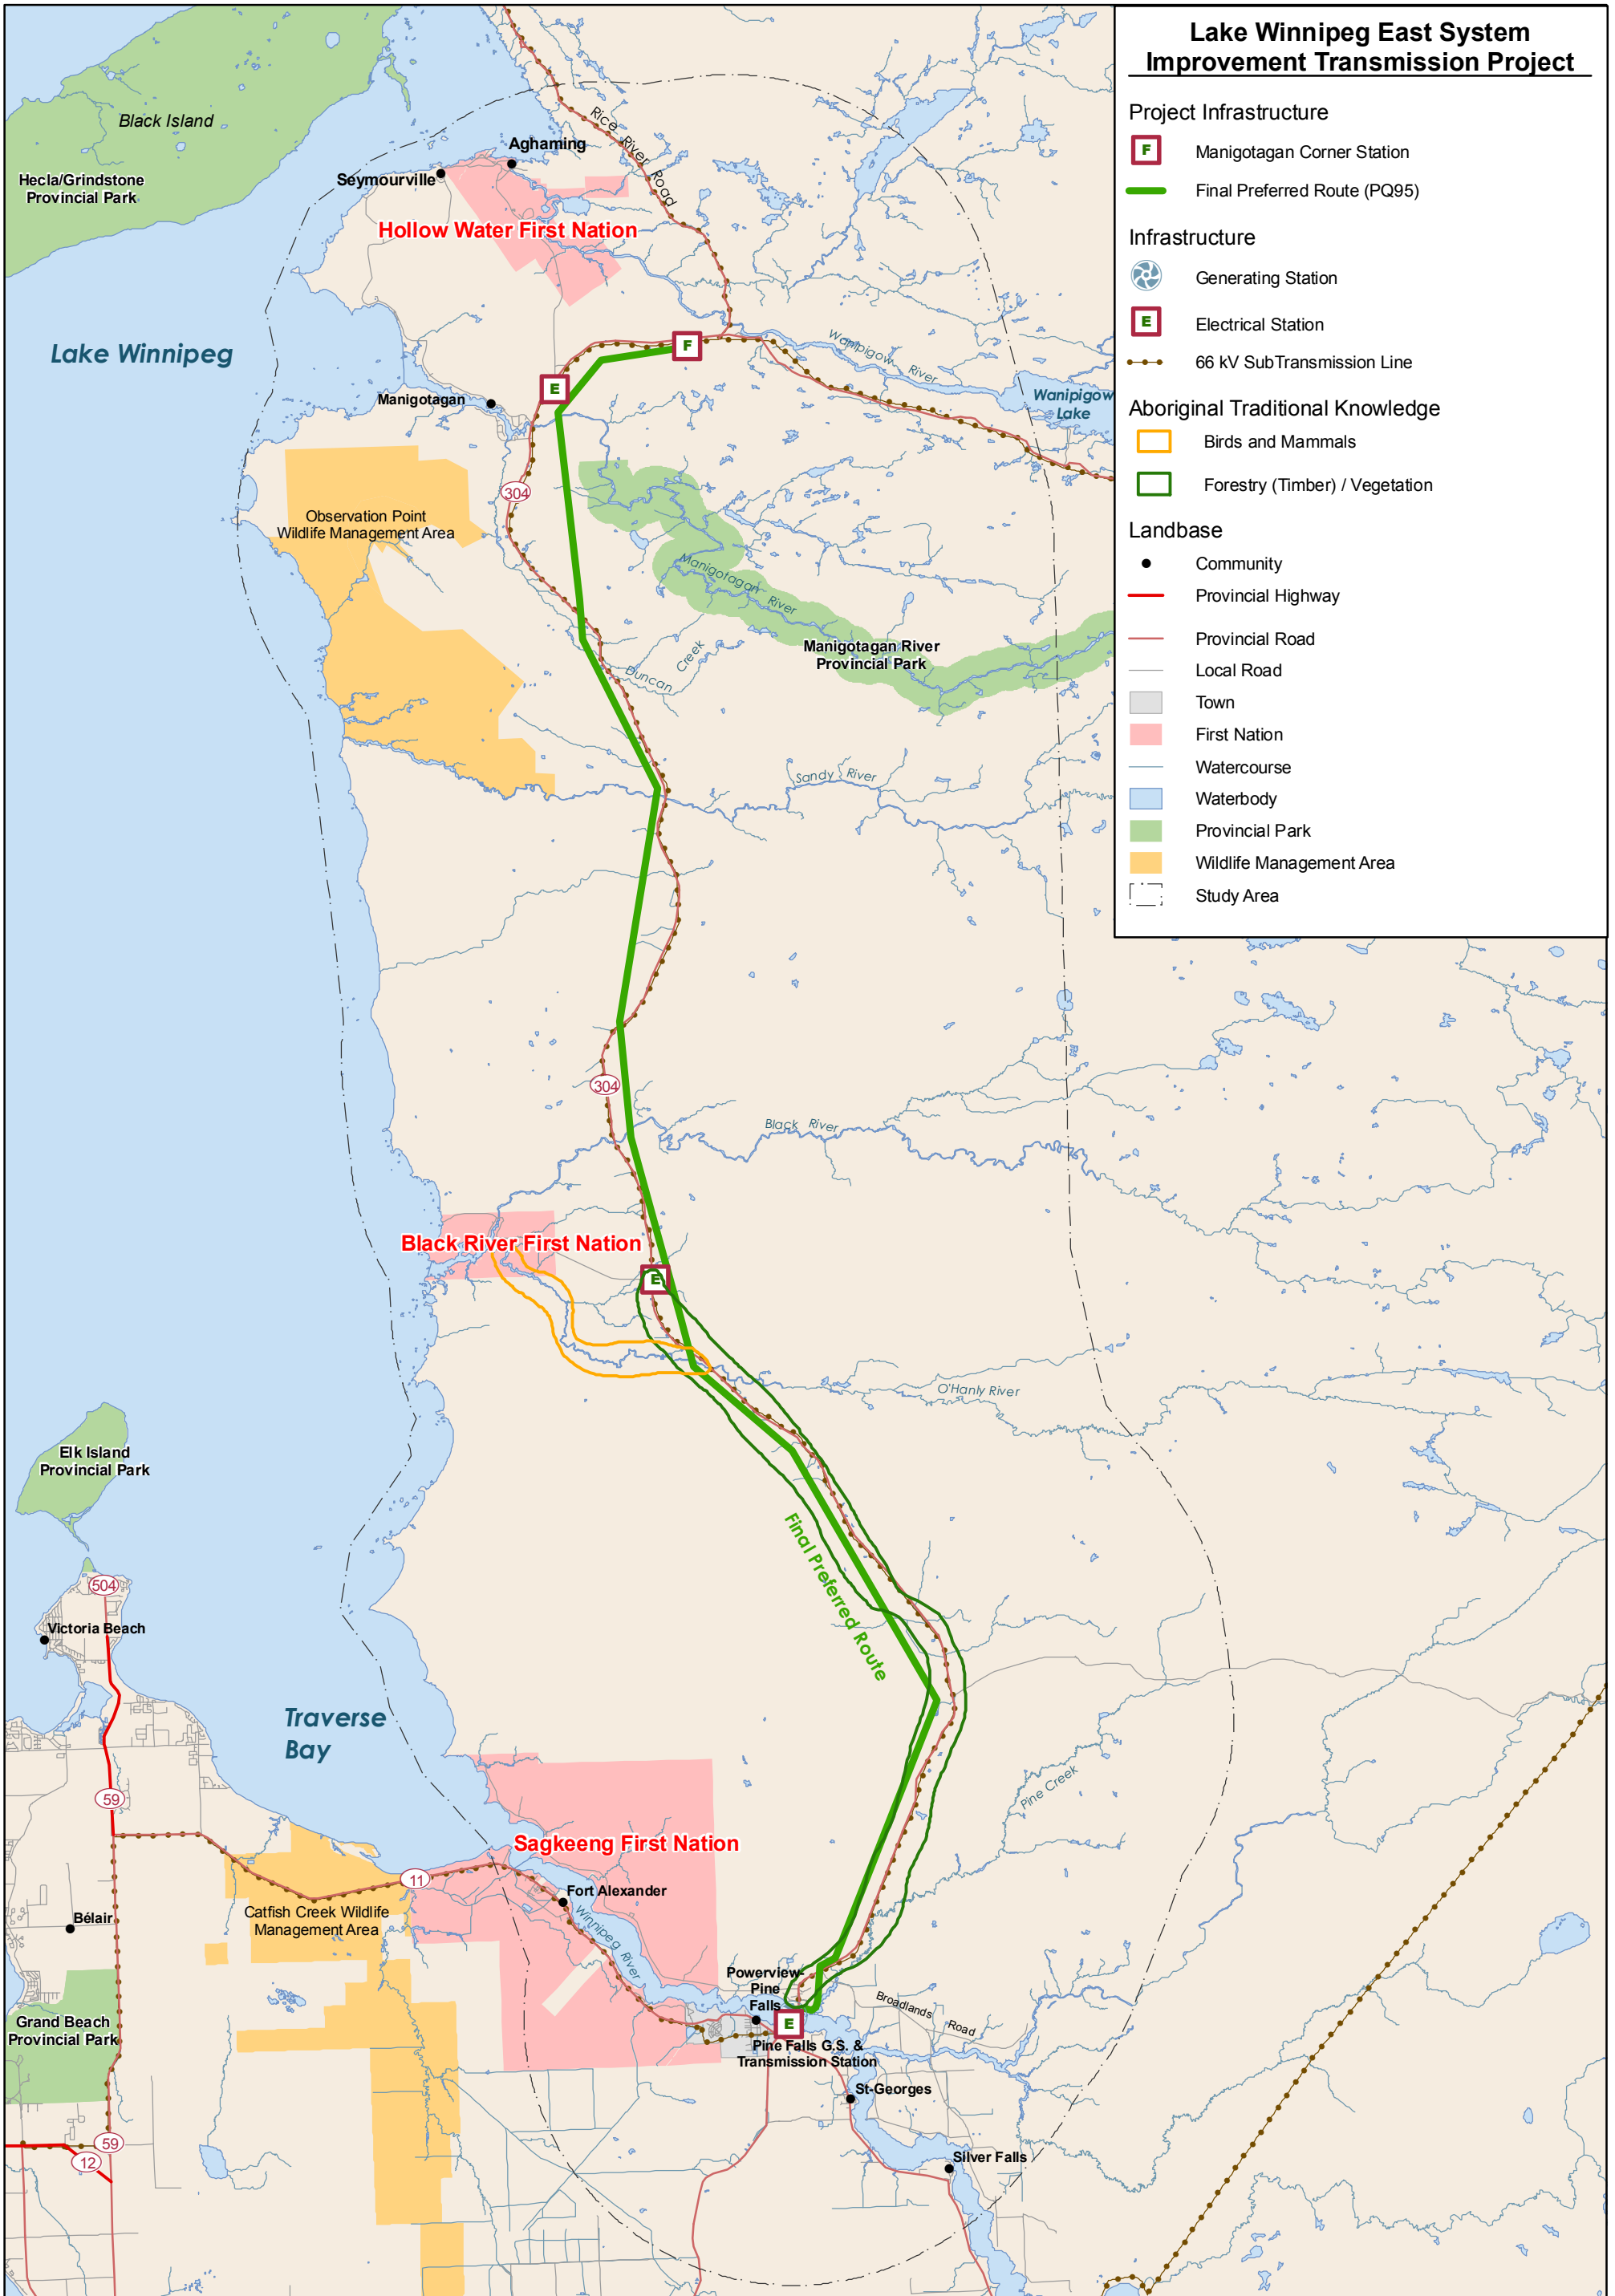 Lake Winnipeg East System
Improvement Transmission Project
Project Infrastructure
F
Manigotagan Corner Station
Final Preferred Route (PQ95)
Infrastructure
Generating Station
E
Electrical Station
66 kV SubTransmission Line
Aboriginal Traditional Knowledge
Birds and Mammals
Forestry (Timber) / Vegetation
Landbase
Community
Provincial Highway
Provincial Road
Local Road
Town
First Nation
Watercourse
Waterbody
Provincial Park
Wildlife Management Area
Study Area
Black Island
Hecla/Grindstone
Provincial Park
Rice River Road
Aghaming
Seymourville
Hollow Water First Nation
Lake Winnipeg
F
E
Wanipigow River
Wanipigow
Lake
Manigotagan
304
Observation Point
Wildlife Management Area
Manigotagan River
Manigotagan River
Provincial Park
Duncan Creek
Sandy River
304
Black River
Black River First Nation
E
O'Hanly River
Elk Island
Provincial Park
Final Preferred Route
504
Victoria Beach
Traverse
Bay
59
Pine Creek
Sagkeeng First Nation
11
Fort Alexander
Catfish Creek Wildlife
Management Area
Bélair
Winnipeg River
Powerview-
Pine
Falls
Broadlands Road
Grand Beach
Provincial Park
E
Pine Falls G.S. &
Transmission Station
St-Georges
59
12
Silver Falls